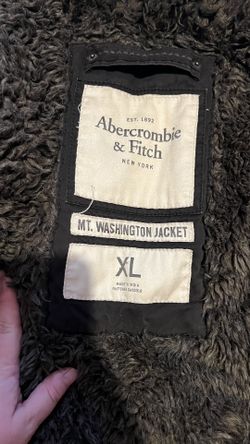 EST. 1892
Abercrombie
& Fitch
NEW YORK
MT. WASHINGTON JACKET
XL